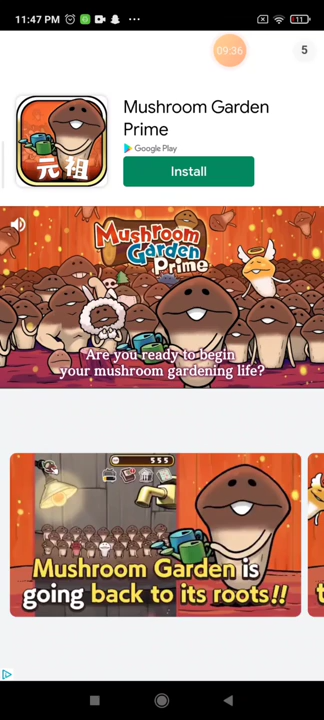 11:47 PM
11
09:36
5
Mushroom Garden
Prime
Google Play
Install
元祖
Mushroom
Garden
Prime
Are you ready to begin
your mushroom gardening life?
555
Mushroom Garden is
going back to its roots!!